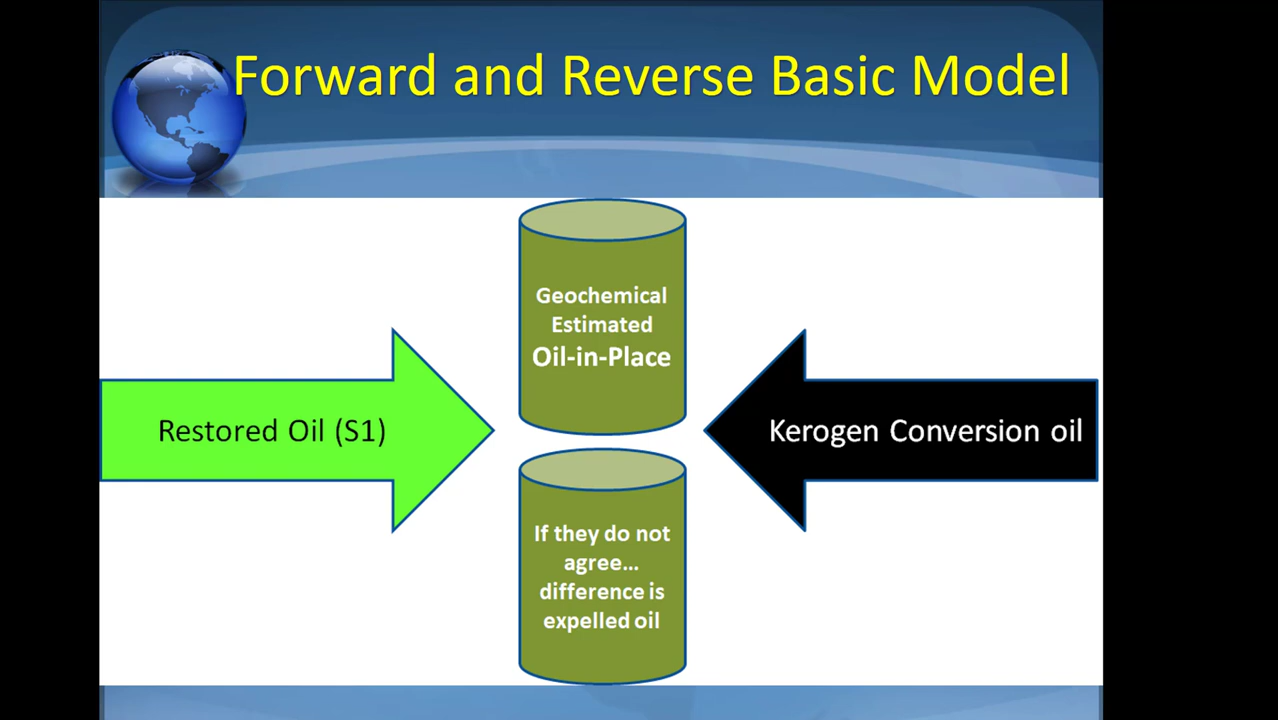 Forward and Reverse Basic Model
Geochemical
Estimated
Oil-in-Place
Restored Oil (S1)
Kerogen Conversion oil
If they do not
agree...
difference is
expelled oil